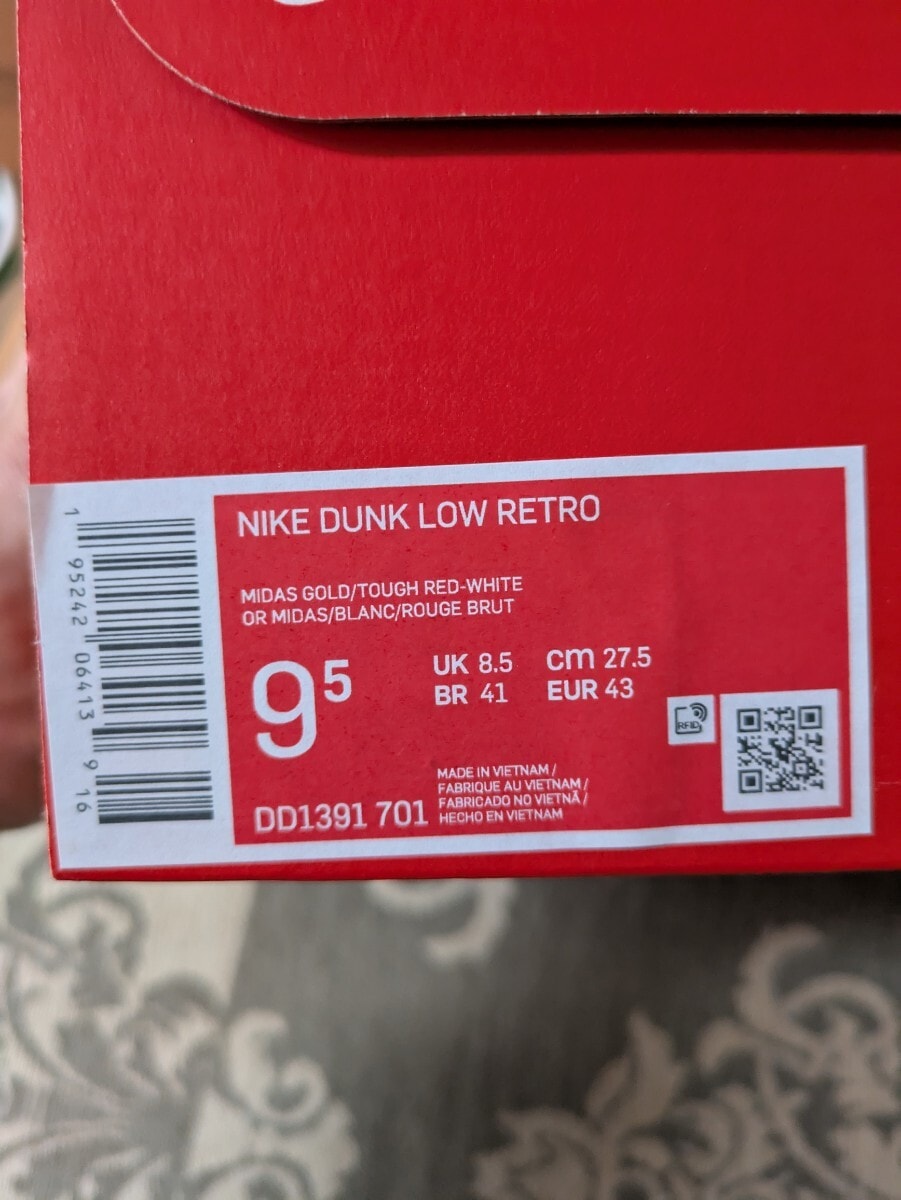 NIKE DUNK LOW RETRO
MIDAS GOLD/TOUGH RED-WHITE
OR MIDAS/BLANC/ROUGE BRUT
9⁵
UK 8.5 cm 27.5
BR 41 EUR 43
RFID
MADE IN VIETNAM /
FABRIQUE AU VIETNAM /
FABRICADO NO VIETNÃ /
HECHO EN VIETNAM
DD1391 701
1 95242 06413 9 16